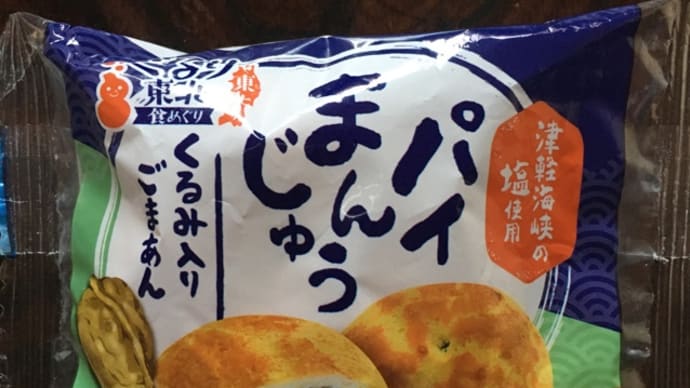 東北
食めぐり
津軽海峡の
塩使用
パイ
まんう
じゅ
くるみ入り
ごまあん